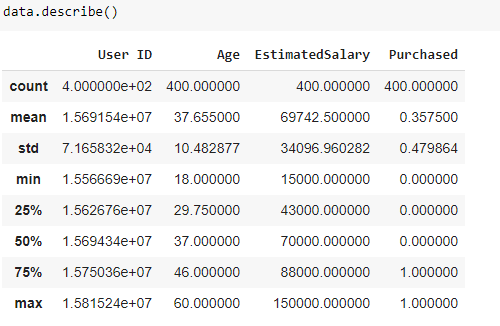 data.describe()
User ID Age EstimatedSalary Purchased
count 4.000000e+02 400.000000 400.000000 400.000000
mean 1.569154e+07 37.655000 69742.500000 0.357500
std 7.165832e+04 10.482877 34096.960282 0.479864
min 1.556669e+07 18.000000 15000.000000 0.000000
25% 1.562676e+07 29.750000 43000.000000 0.000000
50% 1.569434e+07 37.000000 70000.000000 0.000000
75% 1.575036e+07 46.000000 88000.000000 1.000000
max 1.581524e+07 60.000000 150000.000000 1.000000